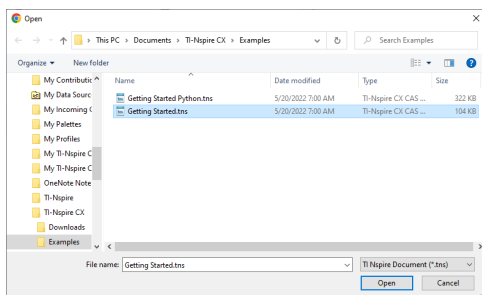 Open
This PC > Documents > TI-Nspire CX > Examples
Search Examples
Organize
New folder
My Contributic
My Data Sourc
My Incoming C
My Palettes
My Profiles
My TI-Nspire C
My TI-Nspire C
OneNote Note
TI-Nspire
TI-Nspire CX
Downloads
Examples
Name Date modified Type Size
Getting Started Python.tns 5/20/2022 7:00 AM TI-Nspire CX CAS ... 322 KB
Getting Started.tns 5/20/2022 7:00 AM TI-Nspire CX CAS ... 104 KB
File name: Getting Started.tns
TI Nspire Document (*.tns)
Open Cancel